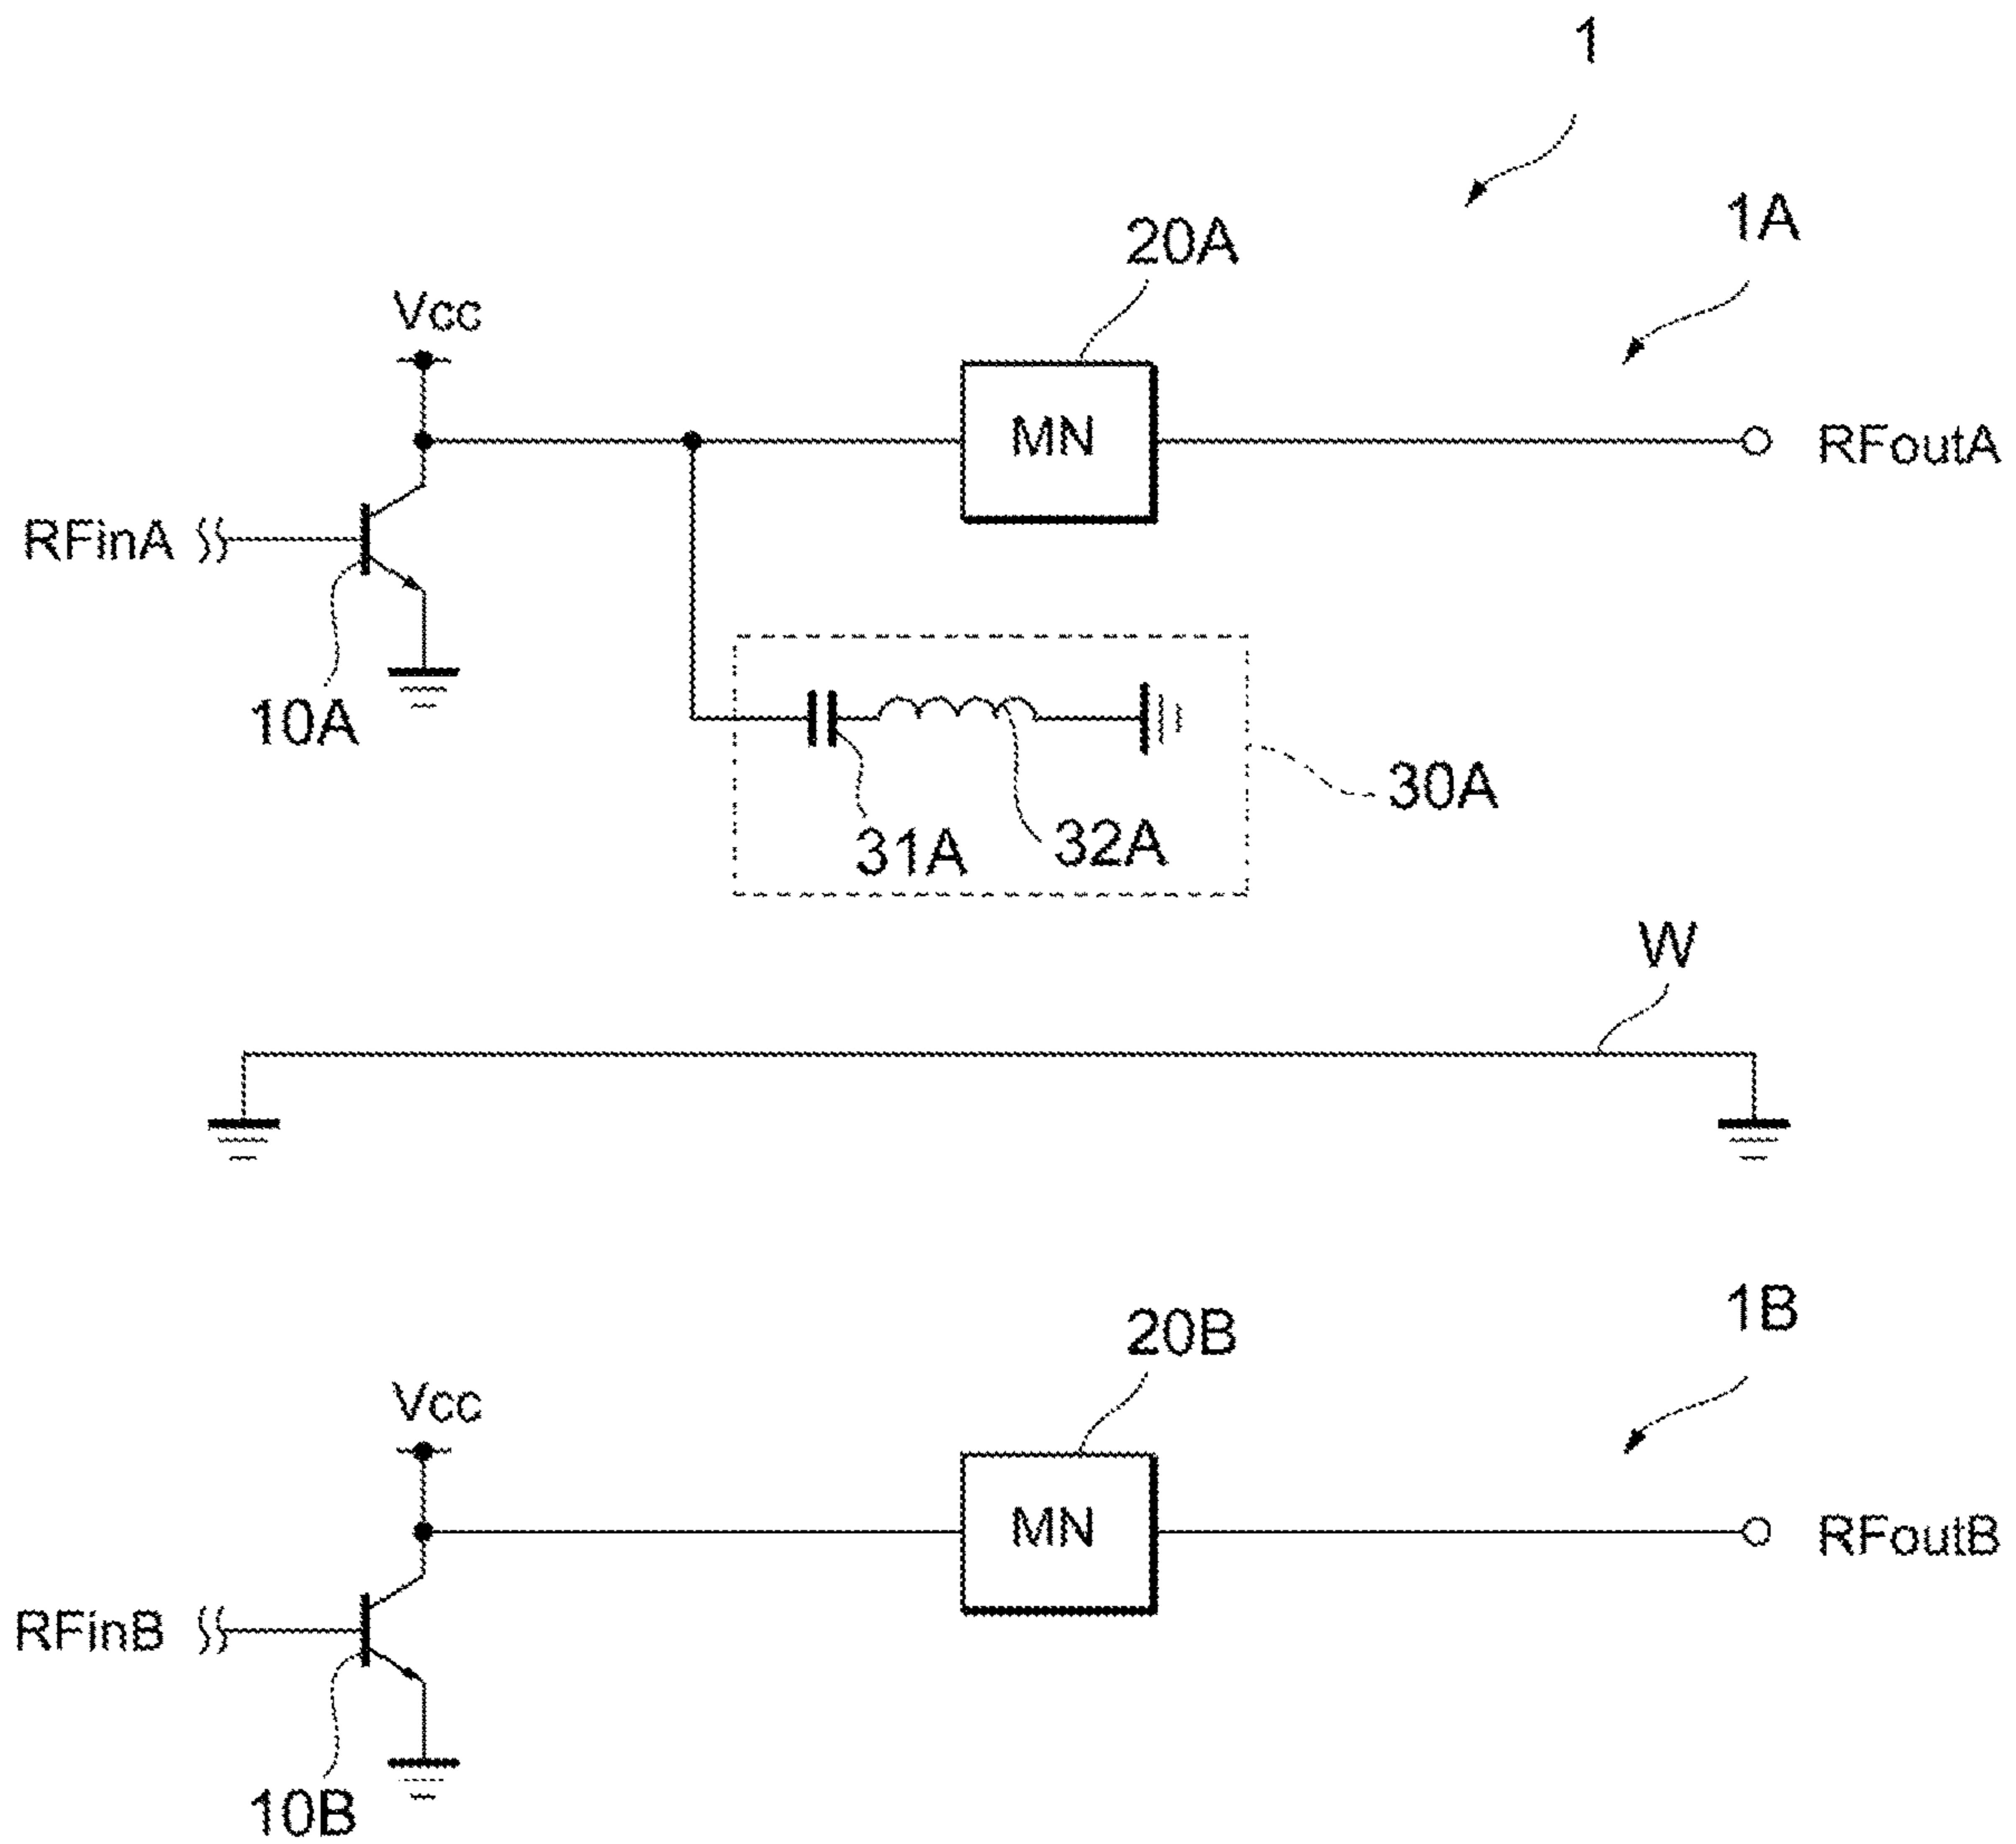 1
1A
20A
Vcc
MN
RFoutA
RFinA
10A
30A
31A
32A
W
1B
20B
Vcc
MN
RFoutB
RFinB
10B